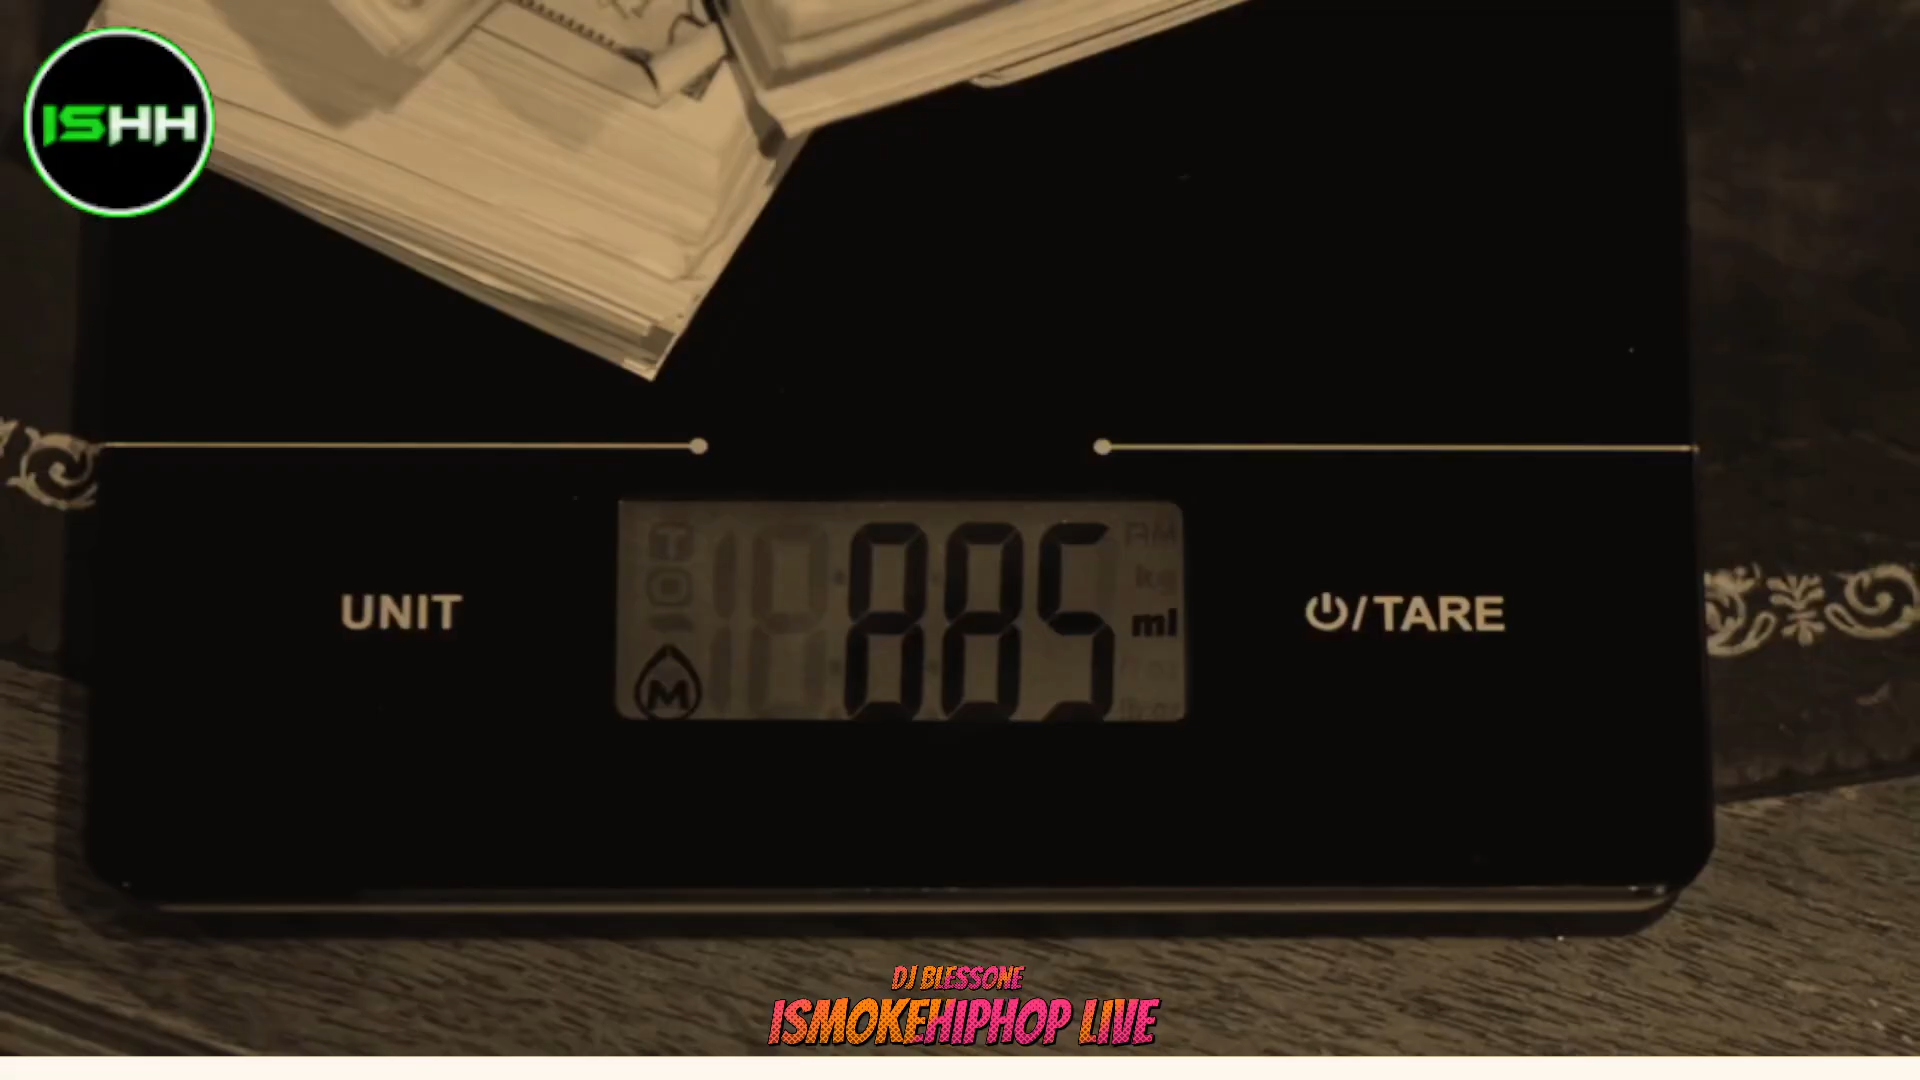 ISHH
UNIT
885
ml
M
/TARE
DJ BLESSONE
ISMOKEHIPHOP LIVE